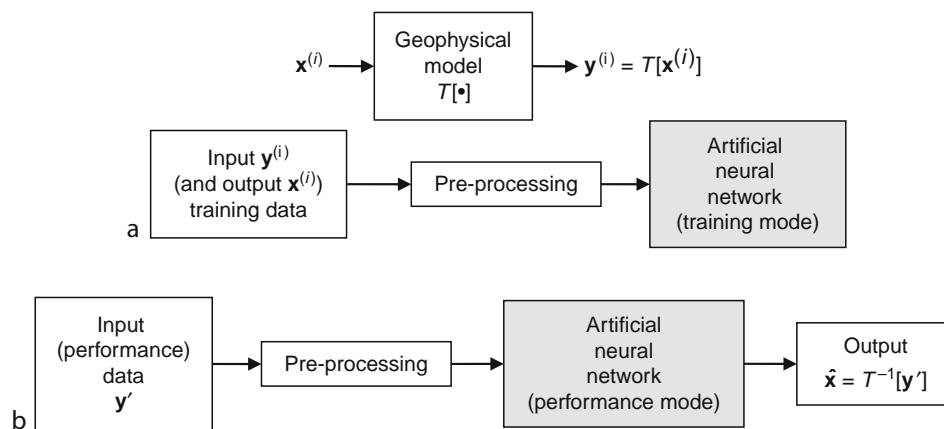 x^(i)
Geophysical
model
T[•]
y^(i) = T[x^(i)]
Input y^(i)
(and output x^(i))
training data
Pre-processing
Artificial
neural
network
(training mode)
a
Input
(performance)
data
y′
Pre-processing
Artificial
neural
network
(performance mode)
Output
x̂ = T⁻¹[y′]
b